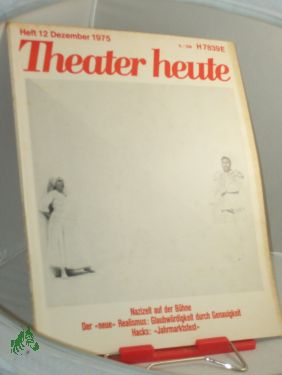 Heft 12 Dezember 1975
H 7839 E
Theater heute
Nazizeit auf der Bühne
Der «neue» Realismus: Glaubwürdigkeit durch Genauigkeit
Hacks: «Jahrmarktsfest»